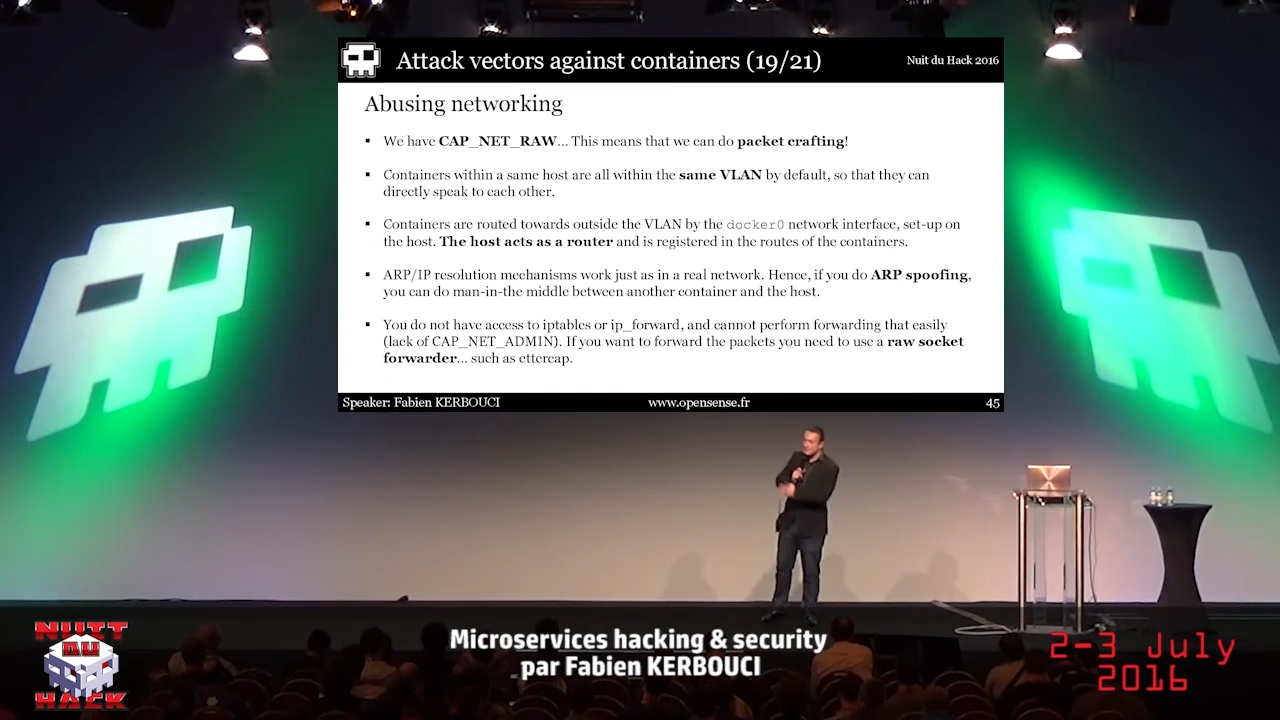 Attack vectors against containers (19/21)
Nuit du Hack 2016
Abusing networking
▪ We have CAP_NET_RAW... This means that we can do packet crafting!
▪ Containers within a same host are all within the same VLAN by default, so that they can
directly speak to each other.
▪ Containers are routed towards outside the VLAN by the docker0 network interface, set-up on
the host. The host acts as a router and is registered in the routes of the containers.
▪ ARP/IP resolution mechanisms work just as in a real network. Hence, if you do ARP spoofing,
you can do man-in-the middle between another container and the host.
▪ You do not have access to iptables or ip_forward, and cannot perform forwarding that easily
(lack of CAP_NET_ADMIN). If you want to forward the packets you need to use a raw socket
forwarder... such as ettercap.
Speaker: Fabien KERBOUCI
www.opensense.fr
45
NUIT
DU
HACK
Microservices hacking & security
par Fabien KERBOUCI
2-3 July
2016